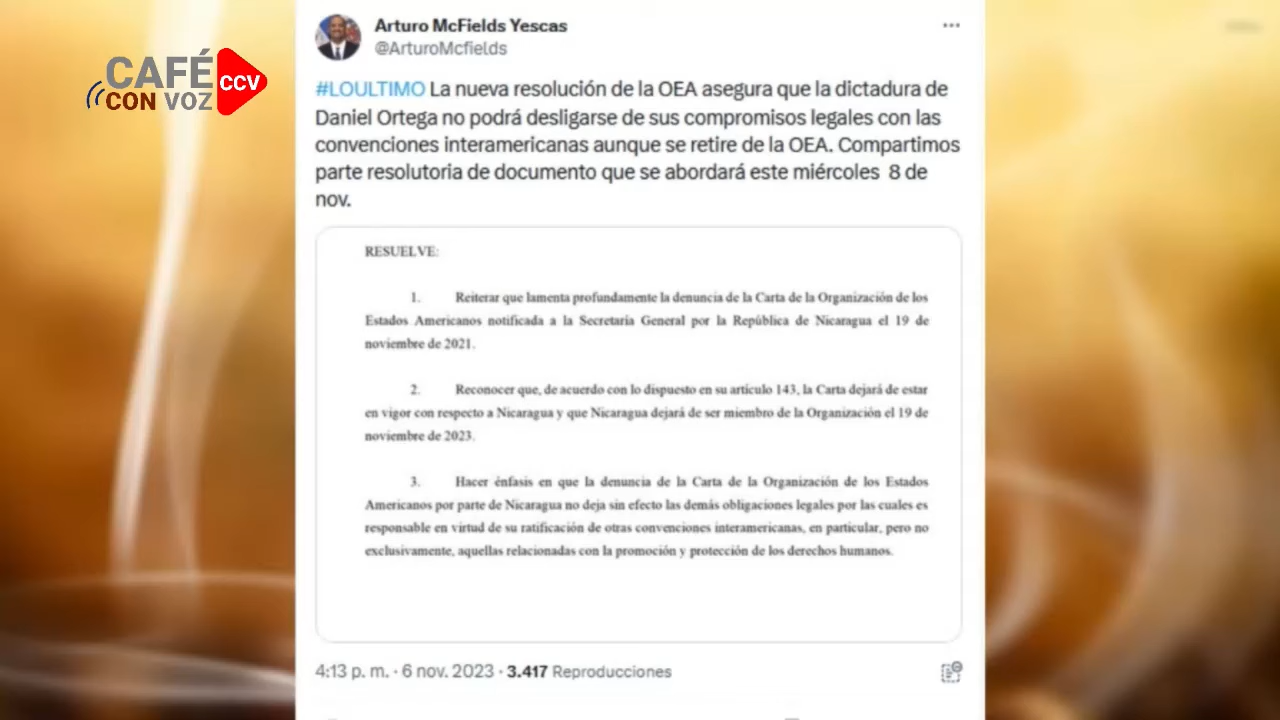 CAFÉ
CON VOZ
CCV
Arturo McFields Yescas
@ArturoMcfields
#LOULTIMO La nueva resolución de la OEA asegura que la dictadura de
Daniel Ortega no podrá desligarse de sus compromisos legales con las
convenciones interamericanas aunque se retire de la OEA. Compartimos
parte resolutoria de documento que se abordará este miércoles 8 de
nov.
RESUELVE:
1. Reiterar que lamenta profundamente la denuncia de la Carta de la Organización de los
Estados Americanos notificada a la Secretaría General por la República de Nicaragua el 19 de
noviembre de 2021.
2. Reconocer que, de acuerdo con lo dispuesto en su artículo 143, la Carta dejará de estar
en vigor con respecto a Nicaragua y que Nicaragua dejará de ser miembro de la Organización el 19 de
noviembre de 2023.
3. Hacer énfasis en que la denuncia de la Carta de la Organización de los Estados
Americanos por parte de Nicaragua no deja sin efecto las demás obligaciones legales por las cuales es
responsable en virtud de su ratificación de otras convenciones interamericanas, en particular, pero no
exclusivamente, aquellas relacionadas con la promoción y protección de los derechos humanos.
4:13 p. m. · 6 nov. 2023 · 3.417 Reproducciones